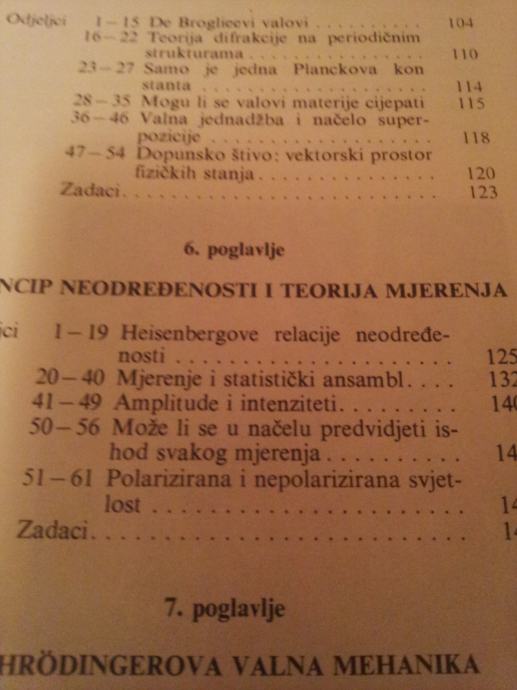 Odjeljci 1–15 De Broglieevi valovi . . . . . . . . . . 104
16–22 Teorija difrakcije na periodičnim
strukturama . . . . . . . . . . . . . . . 110
23–27 Samo je jedna Planckova kon
stanta . . . . . . . . . . . . . . . . . . . 114
28–35 Mogu li se valovi materije cijepati 115
36–46 Valna jednadžba i načelo super-
pozicije . . . . . . . . . . . . . . . . . . 118
47–54 Dopunsko štivo: vektorski prostor
fizičkih stanja . . . . . . . . . . . . . . 120
Zadaci . . . . . . . . . . . . . . . . . . . . . . . . 123
6. poglavlje
NCIP NEODREĐENOSTI I TEORIJA MJERENJA
jci 1–19 Heisenbergove relacije neodređe-
nosti . . . . . . . . . . . . . . . . . . . . 125
20–40 Mjerenje i statistički ansambl . . . . 132
41–49 Amplitude i intenziteti . . . . . . . . . 140
50–56 Može li se u načelu predvidjeti is-
hod svakog mjerenja . . . . . . . . . . 14
51–61 Polarizirana i nepolarizirana svjet-
lost . . . . . . . . . . . . . . . . . . . . . . 14
Zadaci . . . . . . . . . . . . . . . . . . . . . . . . . . 14
7. poglavlje
HRÖDINGEROVA VALNA MEHANIKA